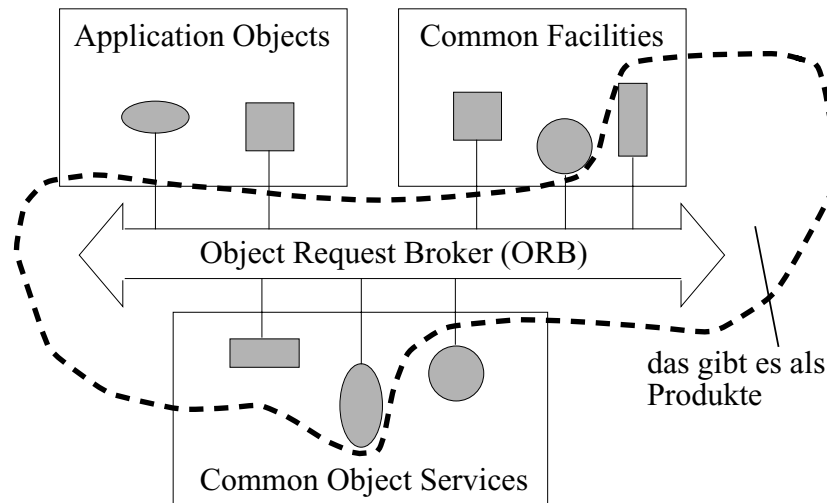 Application Objects
Common Facilities
Object Request Broker (ORB)
das gibt es als
Produkte
Common Object Services